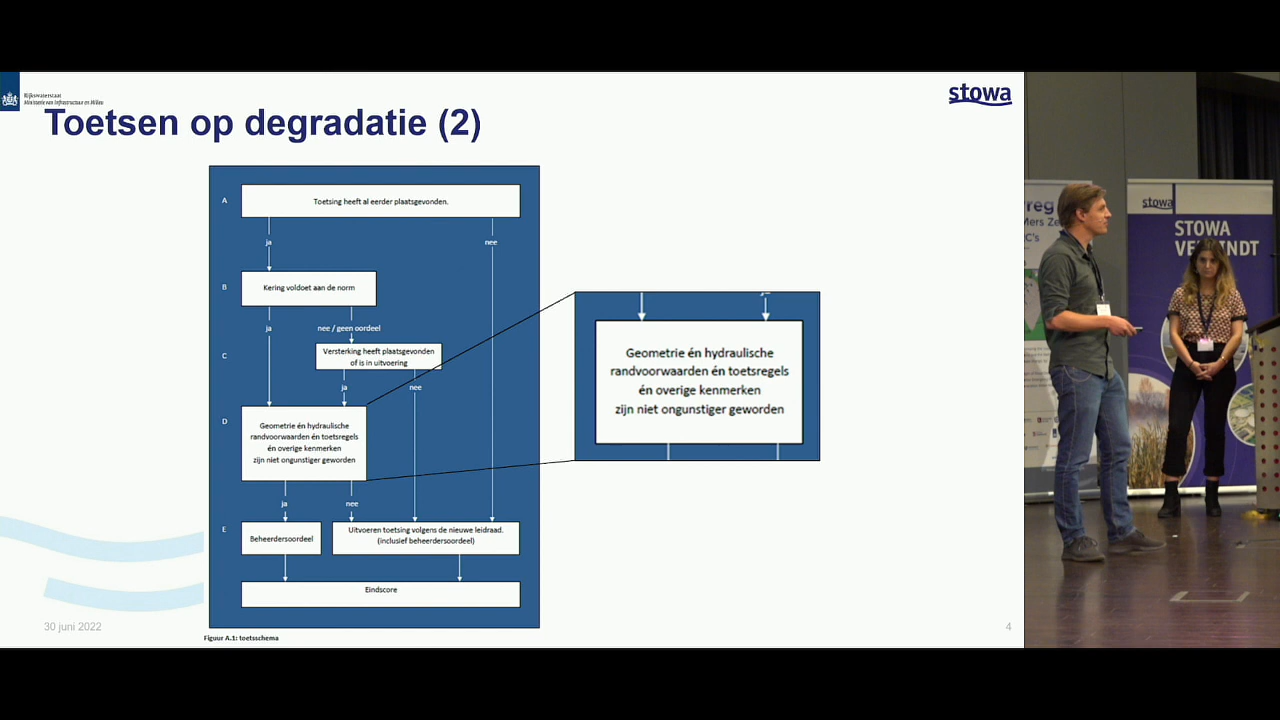 Rijkswaterstaat
Ministerie van Infrastructuur en Milieu
stowa
Toetsen op degradatie (2)
A
Toetsing heeft al eerder plaatsgevonden.
ja
nee
B
Kering voldoet aan de norm
ja
nee / geen oordeel
C
Versterking heeft plaatsgevonden
of is in uitvoering
ja
nee
D
Geometrie én hydraulische
randvoorwaarden én toetsregels
én overige kenmerken
zijn niet ongunstiger geworden
ja
nee
E
Beheerdersoordeel
Uitvoeren toetsing volgens de nieuwe leidraad.
(inclusief beheerdersoordeel)
Eindscore
Figuur A.1: toetsschema
Geometrie én hydraulische
randvoorwaarden én toetsregels
én overige kenmerken
zijn niet ongunstiger geworden
30 juni 2022
4
stowa
STOWA